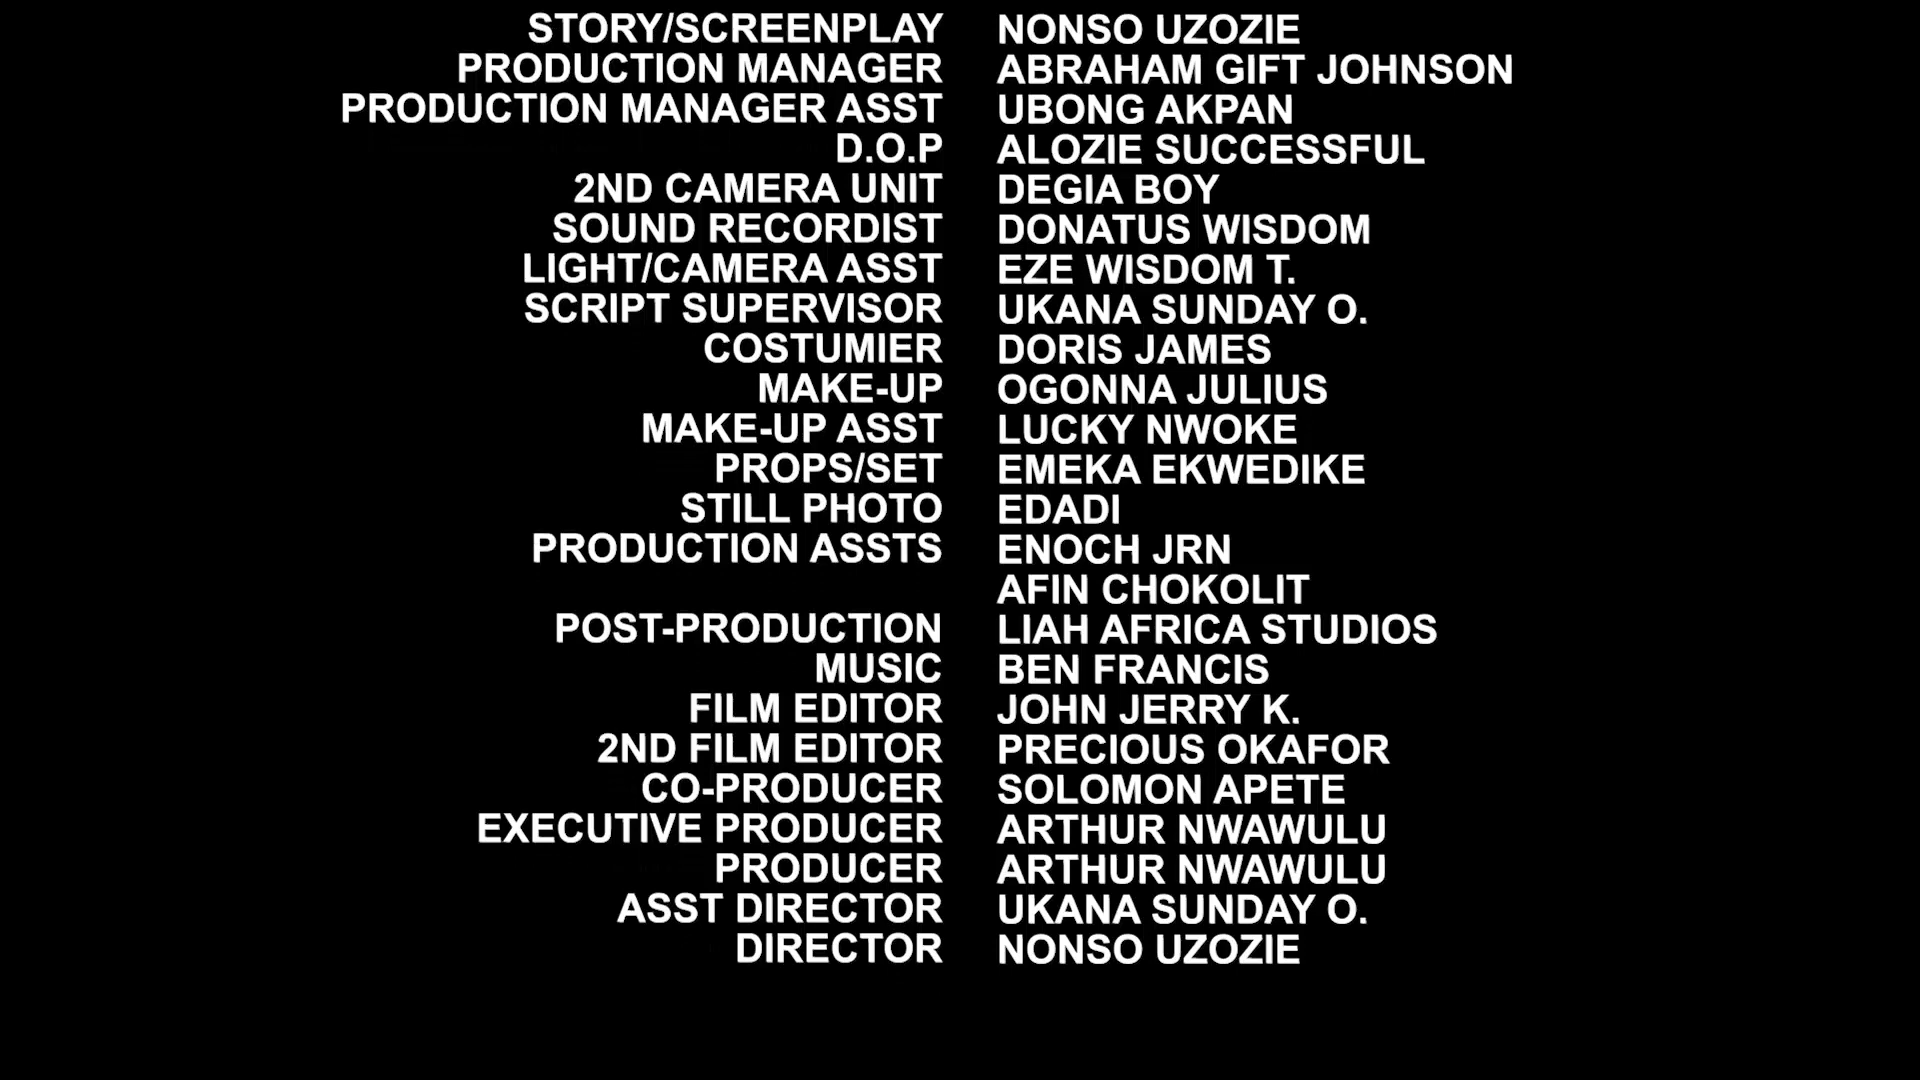 STORY/SCREENPLAY NONSO UZOZIE
PRODUCTION MANAGER ABRAHAM GIFT JOHNSON
PRODUCTION MANAGER ASST UBONG AKPAN
D.O.P ALOZIE SUCCESSFUL
2ND CAMERA UNIT DEGIA BOY
SOUND RECORDIST DONATUS WISDOM
LIGHT/CAMERA ASST EZE WISDOM T.
SCRIPT SUPERVISOR UKANA SUNDAY O.
COSTUMIER DORIS JAMES
MAKE-UP OGONNA JULIUS
MAKE-UP ASST LUCKY NWOKE
PROPS/SET EMEKA EKWEDIKE
STILL PHOTO EDADI
PRODUCTION ASSTS ENOCH JRN
AFIN CHOKOLIT
POST-PRODUCTION LIAH AFRICA STUDIOS
MUSIC BEN FRANCIS
FILM EDITOR JOHN JERRY K.
2ND FILM EDITOR PRECIOUS OKAFOR
CO-PRODUCER SOLOMON APETE
EXECUTIVE PRODUCER ARTHUR NWAWULU
PRODUCER ARTHUR NWAWULU
ASST DIRECTOR UKANA SUNDAY O.
DIRECTOR NONSO UZOZIE